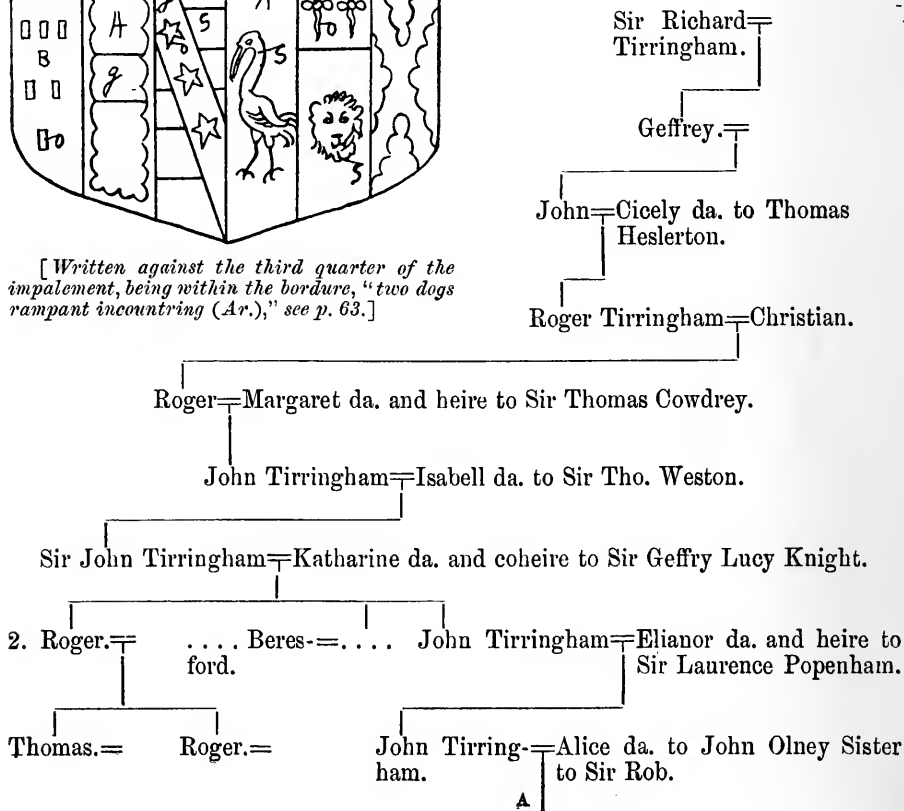 A
S
A
g
B
o
S
o
S
Sir Richard
Tirringham.
Geffrey.
John=Cicely da. to Thomas
Heslerton.
[Written against the third quarter of the
impalement, being within the bordure, “two dogs
rampant incountring (Ar.),” see p. 63.]
Roger Tirringham=Christian.
Roger=Margaret da. and heire to Sir Thomas Cowdrey.
John Tirringham=Isabell da. to Sir Tho. Weston.
Sir John Tirringham=Katharine da. and coheire to Sir Geffry Lucy Knight.
2. Roger.= .... Beres-=.... John Tirringham=Elianor da. and heire to
ford. Sir Laurence Popenham.
Thomas.= Roger.= John Tirring-=Alice da. to John Olney Sister
ham. to Sir Rob.
A